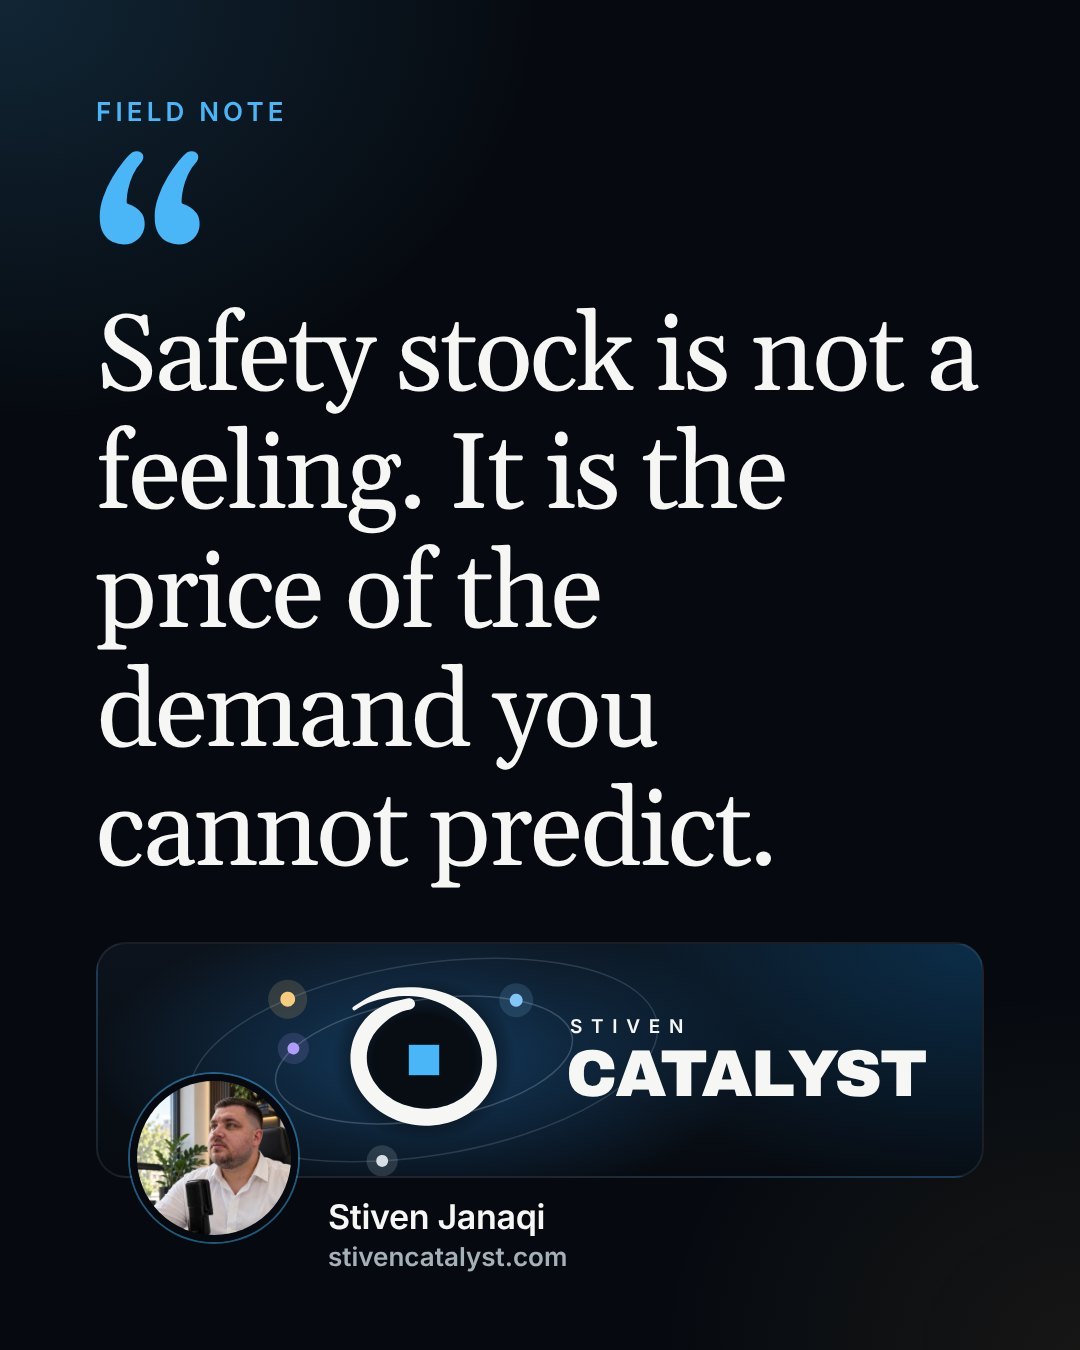 FIELD NOTE
“
Safety stock is not a
feeling. It is the
price of the
demand you
cannot predict.
STIVEN
CATALYST
Stiven Janaqi
stivencatalyst.com